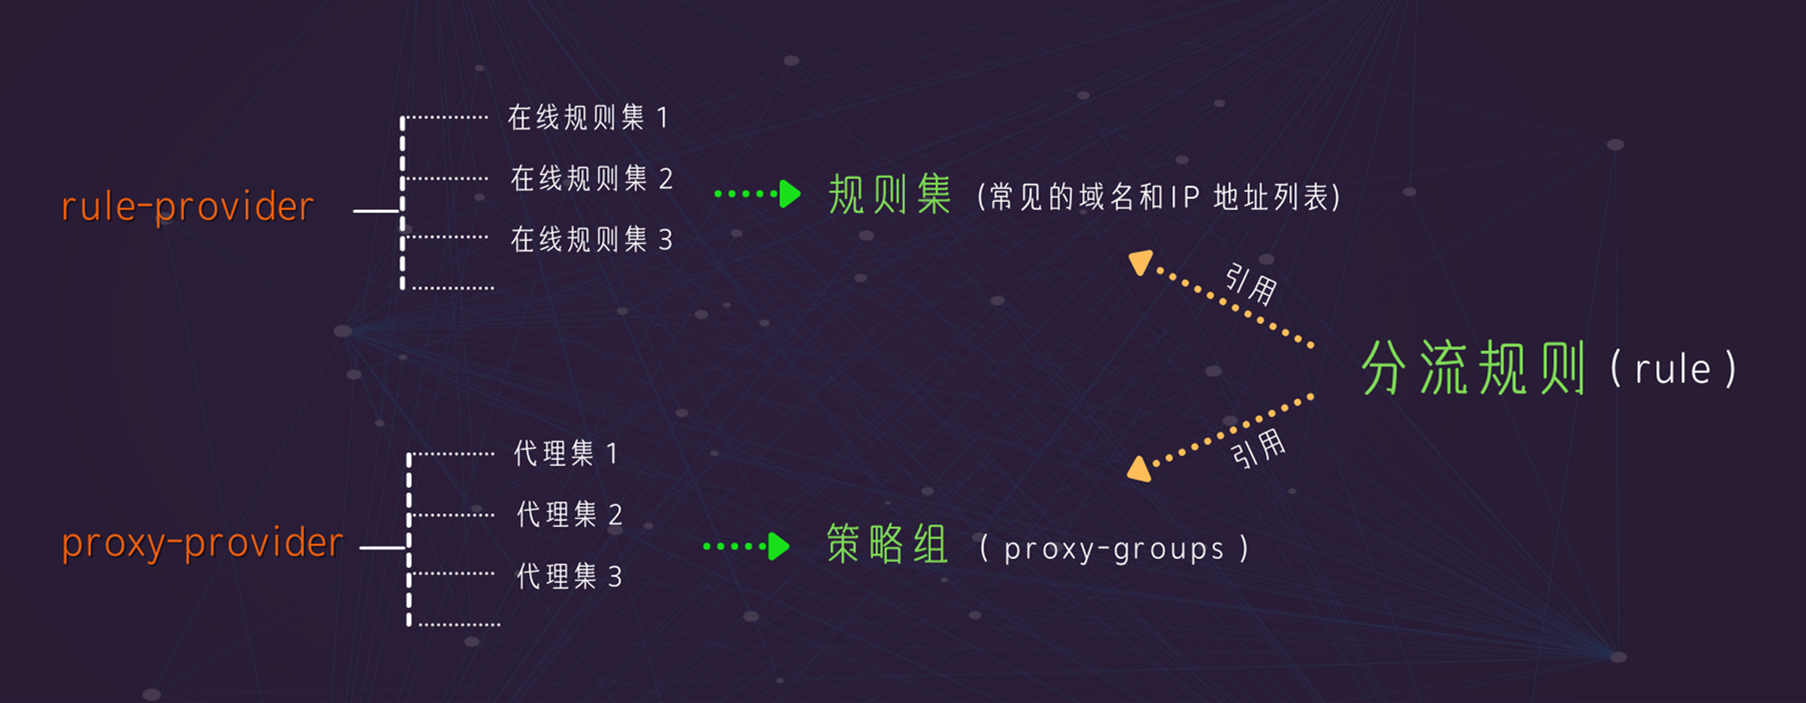 在线规则集 1
在线规则集 2
rule-provider
规则集 (常见的域名和IP 地址列表)
在线规则集 3
引用
分流规则 ( rule )
引用
代理集 1
代理集 2
proxy-provider
策略组 ( proxy-groups )
代理集 3